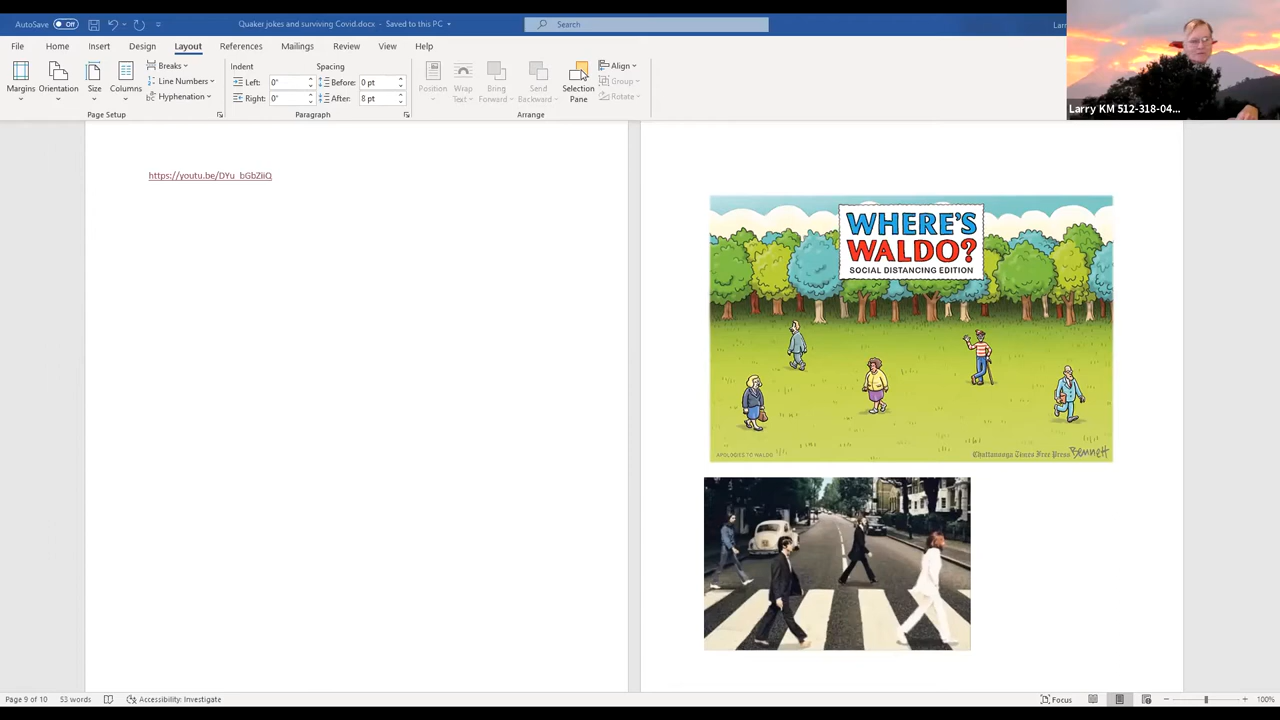 AutoSave
Off
Quaker jokes and surviving Covid.docx - Saved to this PC
Search
Larry KM 512-318-04...
File
Home
Insert
Design
Layout
References
Mailings
Review
View
Help
Margins
Orientation
Size
Columns
Breaks
Line Numbers
Hyphenation
Page Setup
Indent
Spacing
Left: 0"
Before: 0 pt
Right: 0"
After: 8 pt
Paragraph
Position
Wrap
Text
Bring
Forward
Send
Backward
Selection
Pane
Align
Group
Rotate
Arrange
https://youtu.be/DYu_bGbZiiQ
WHERE'S
WALDO?
SOCIAL DISTANCING EDITION
APOLOGIES TO WALDO
Chattanooga Times Free Press
Bennett
Page 9 of 10
53 words
Accessibility: Investigate
Focus
100%